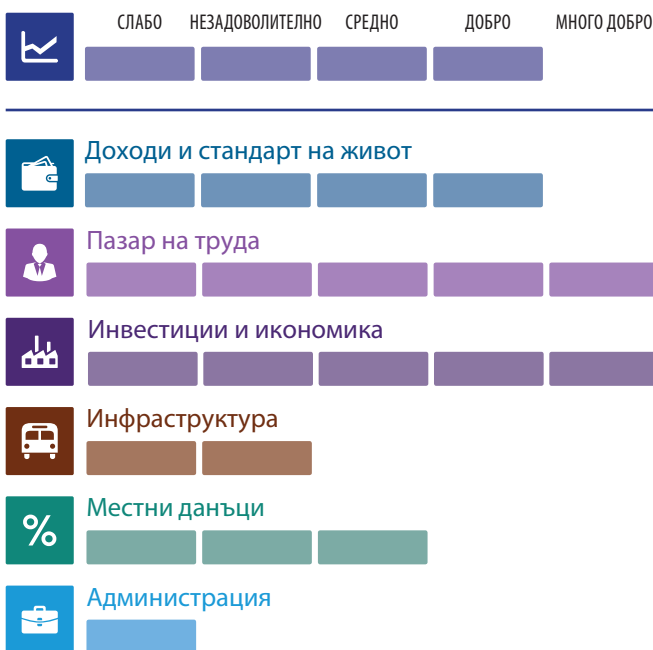 СЛАБО НЕЗАДОВОЛИТЕЛНО СРЕДНО ДОБРО МНОГО ДОБРО
Доходи и стандарт на живот
Пазар на труда
Инвестиции и икономика
Инфраструктура
Местни данъци
%
Администрация